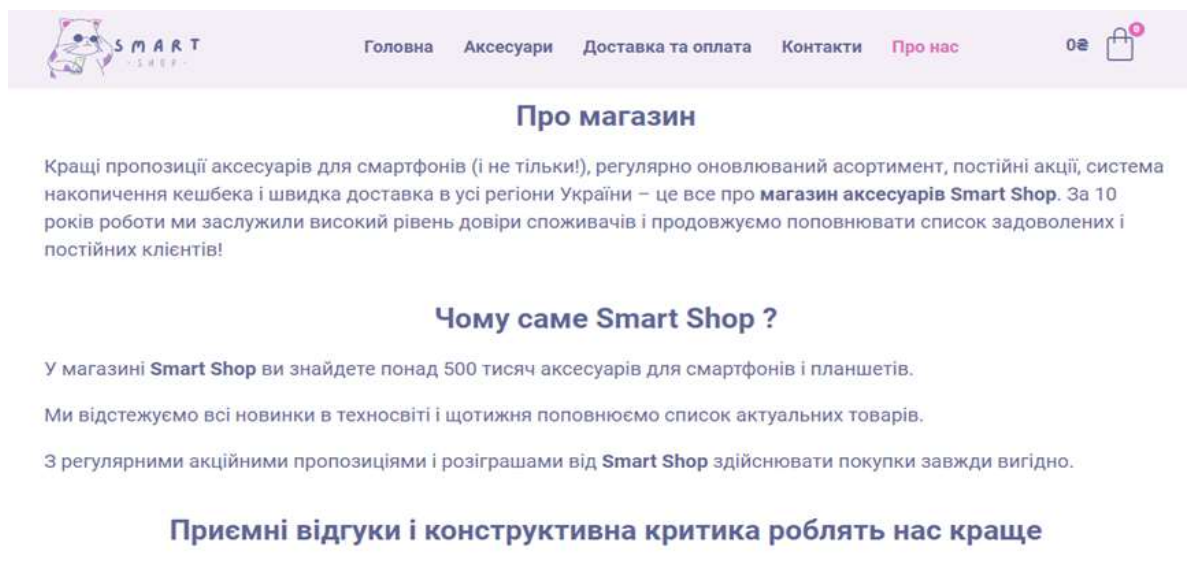 SMART
·SHOP·
Головна Аксесуари Доставка та оплата Контакти Про нас 0₴ 0
Про магазин
Кращі пропозиції аксесуарів для смартфонів (і не тільки!), регулярно оновлюваний асортимент, постійні акції, система
накопичення кешбека і швидка доставка в усі регіони України – це все про магазин аксесуарів Smart Shop. За 10
років роботи ми заслужили високий рівень довіри споживачів і продовжуємо поповнювати список задоволених і
постійних клієнтів!
Чому саме Smart Shop ?
У магазині Smart Shop ви знайдете понад 500 тисяч аксесуарів для смартфонів і планшетів.
Ми відстежуємо всі новинки в техносвіті і щотижня поповнюємо список актуальних товарів.
З регулярними акційними пропозиціями і розіграшами від Smart Shop здійснювати покупки завжди вигідно.
Приємні відгуки і конструктивна критика роблять нас краще